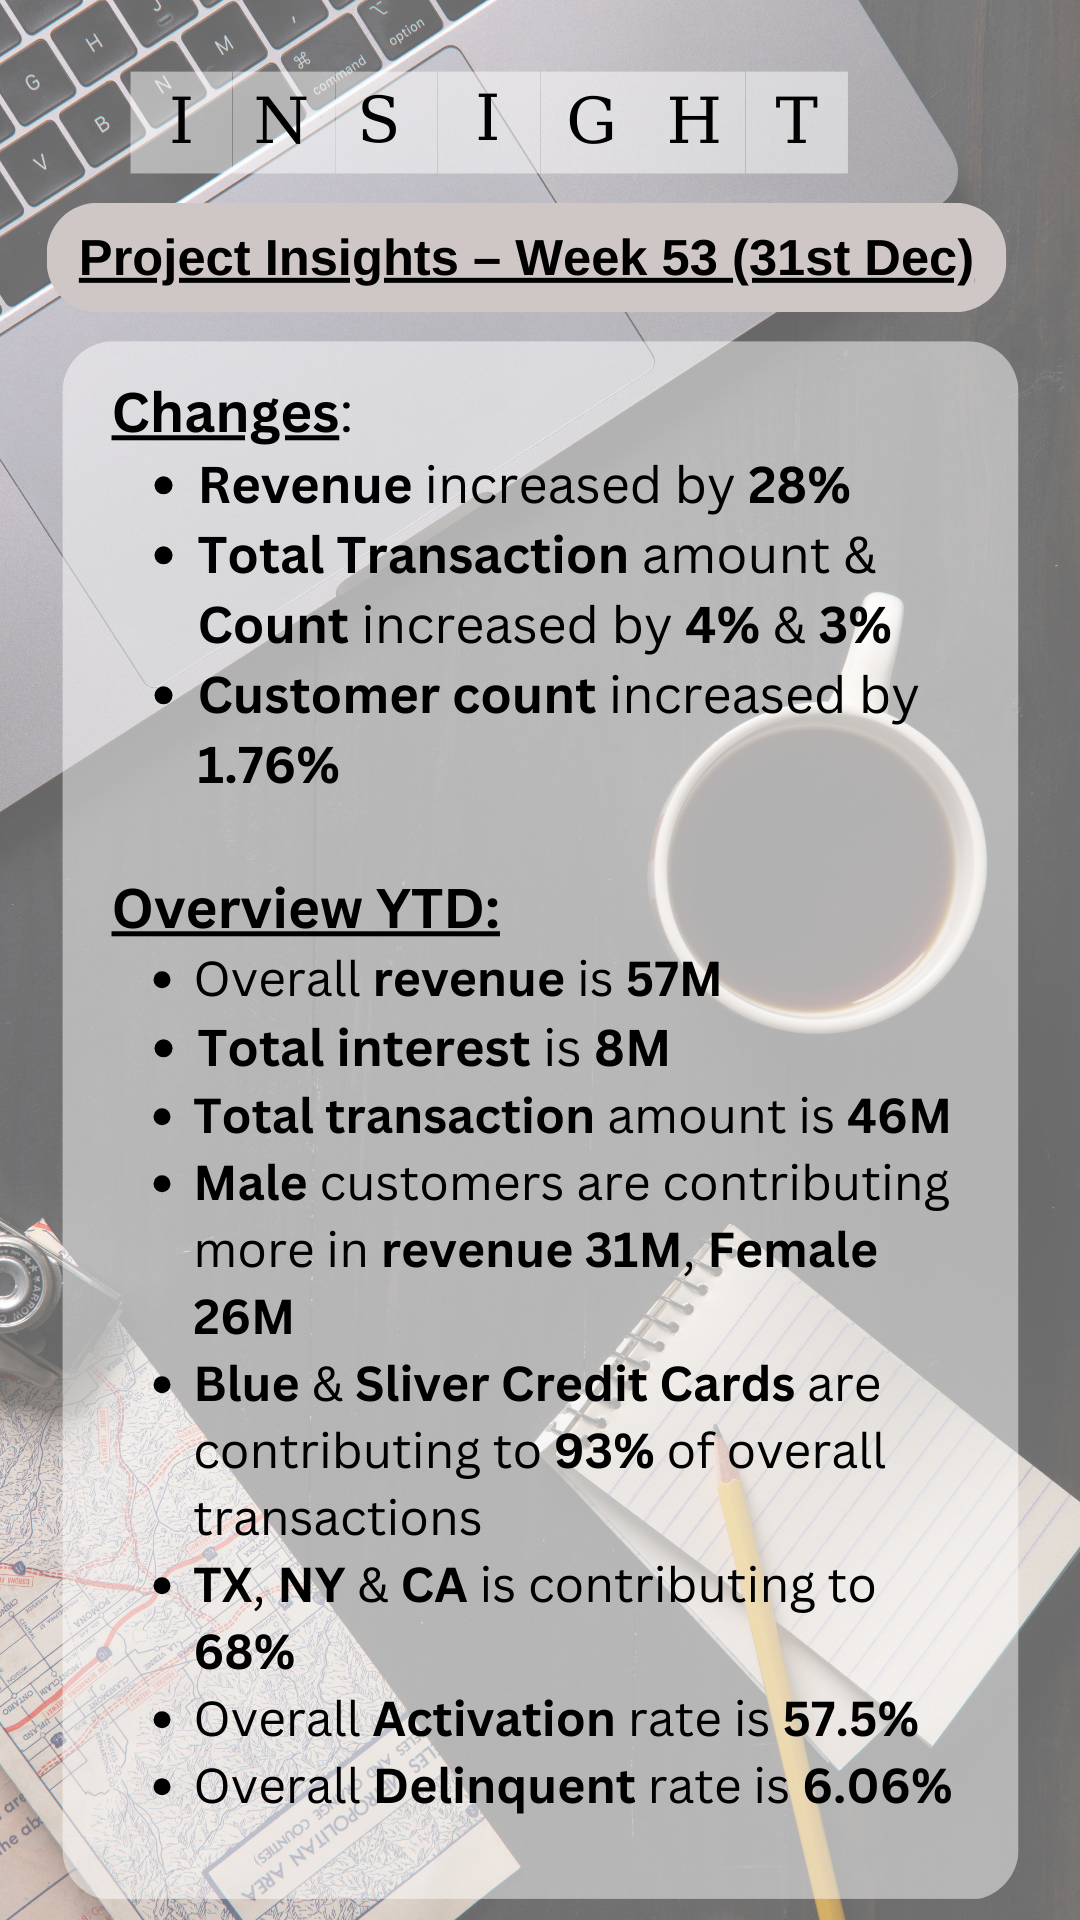 G
H
J
B
N
M
,
⌘
⌥
V
command
option
I N S I G H T
Project Insights – Week 53 (31st Dec)
Changes:
• Revenue increased by 28%
• Total Transaction amount &
Count increased by 4% & 3%
• Customer count increased by
1.76%
Overview YTD:
• Overall revenue is 57M
• Total interest is 8M
• Total transaction amount is 46M
• Male customers are contributing
more in revenue 31M, Female
26M
• Blue & Sliver Credit Cards are
contributing to 93% of overall
transactions
• TX, NY & CA is contributing to
68%
• Overall Activation rate is 57.5%
• Overall Delinquent rate is 6.06%